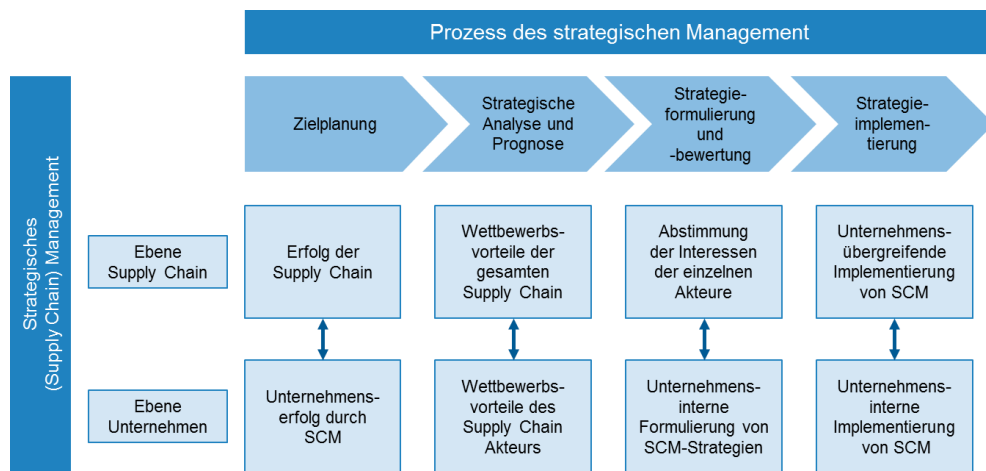 Prozess des strategischen Management
Zielplanung
Strategische
Analyse und
Prognose
Strategie-
formulierung
und
-bewertung
Strategie-
implemen-
tierung
Strategisches
(Supply Chain) Management
Ebene
Supply Chain
Erfolg der
Supply Chain
Wettbewerbs-
vorteile der
gesamten
Supply Chain
Abstimmung
der Interessen
der einzelnen
Akteure
Unternehmens-
übergreifende
Implementierung
von SCM
Ebene
Unternehmen
Unternehmens-
erfolg durch
SCM
Wettbewerbs-
vorteile des
Supply Chain
Akteurs
Unternehmens-
interne
Formulierung von
SCM-Strategien
Unternehmens-
interne
Implementierung
von SCM